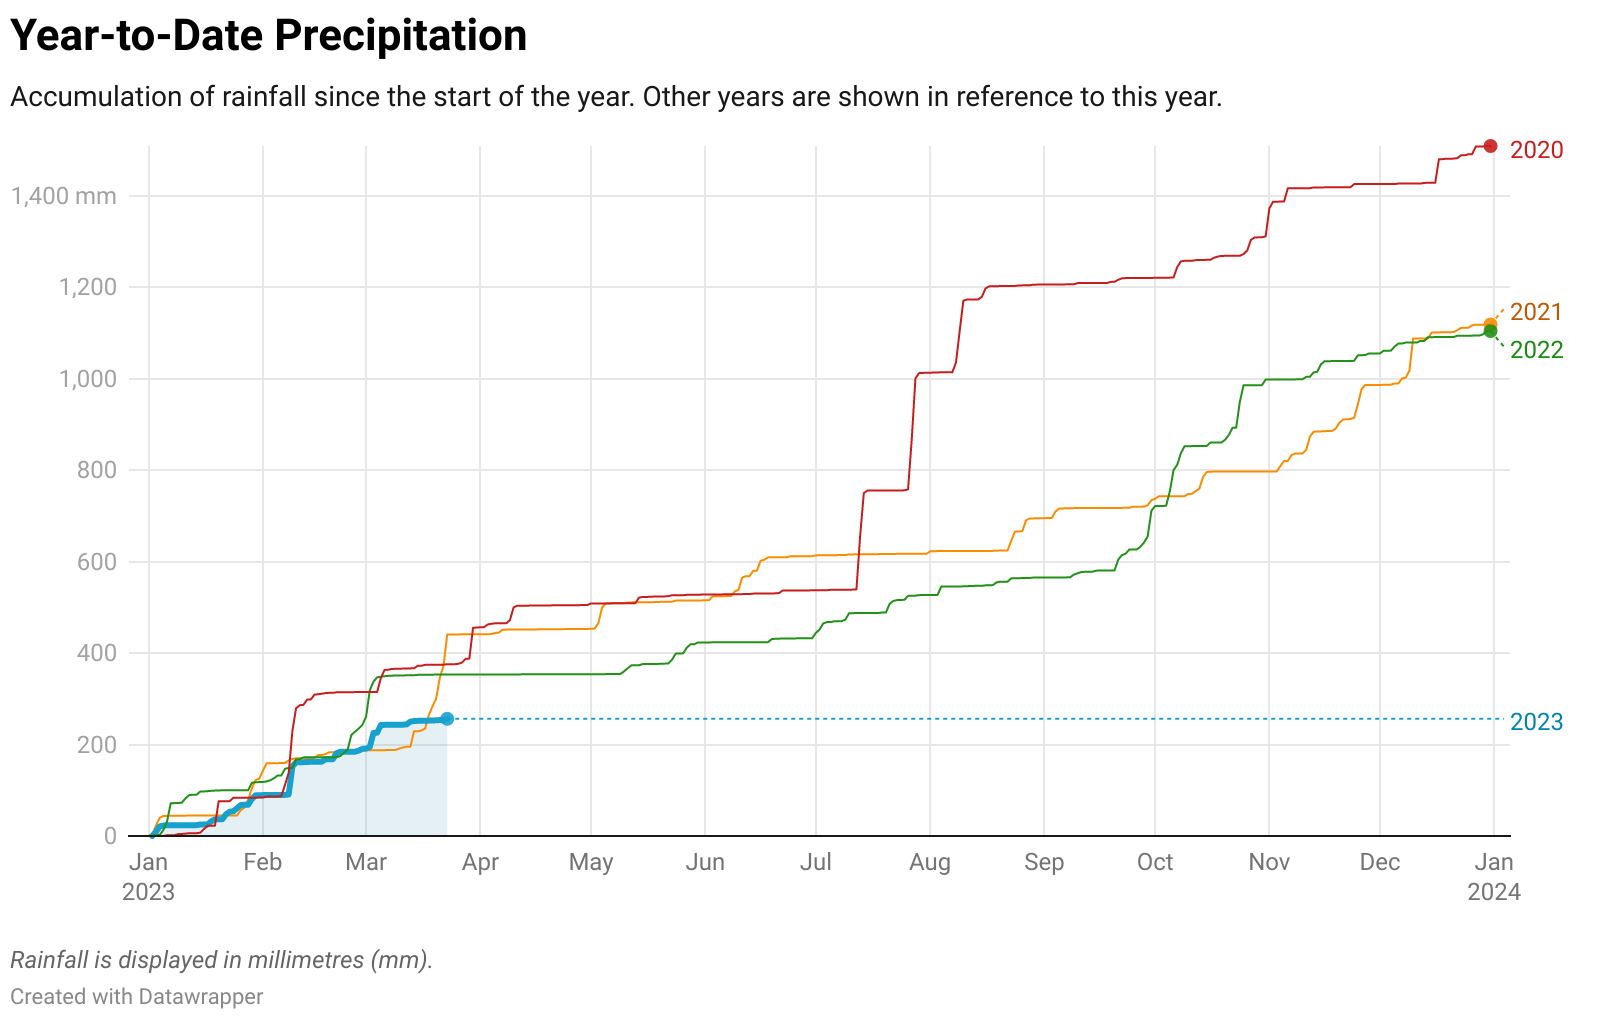 Year-to-Date Precipitation
Accumulation of rainfall since the start of the year. Other years are shown in reference to this year.
2020
1,400 mm
1,200
2021
2022
1,000
800
600
400
2023
200
0
Jan Feb Mar Apr May Jun Jul Aug Sep Oct Nov Dec Jan
2023 2024
Rainfall is displayed in millimetres (mm).
Created with Datawrapper